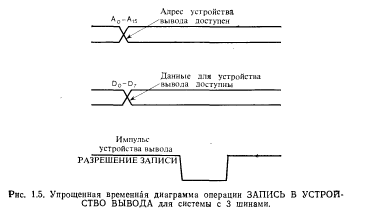 A₀-A₁₅
Адрес устройства
вывода доступен
D₀-D₇
Данные для устройства
вывода доступны
Импульс
устройства вывода
РАЗРЕШЕНИЕ ЗАПИСИ
Рис. 1.5. Упрощенная временна́я диаграмма операции ЗАПИСЬ В УСТРОЙ-
СТВО ВЫВОДА для системы с 3 шинами.